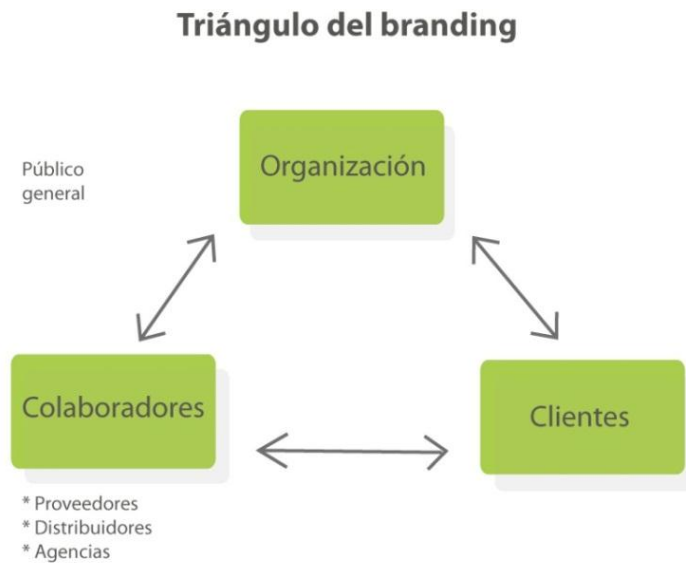 Triángulo del branding
Organización
Público
general
Colaboradores
Clientes
* Proveedores
* Distribuidores
* Agencias